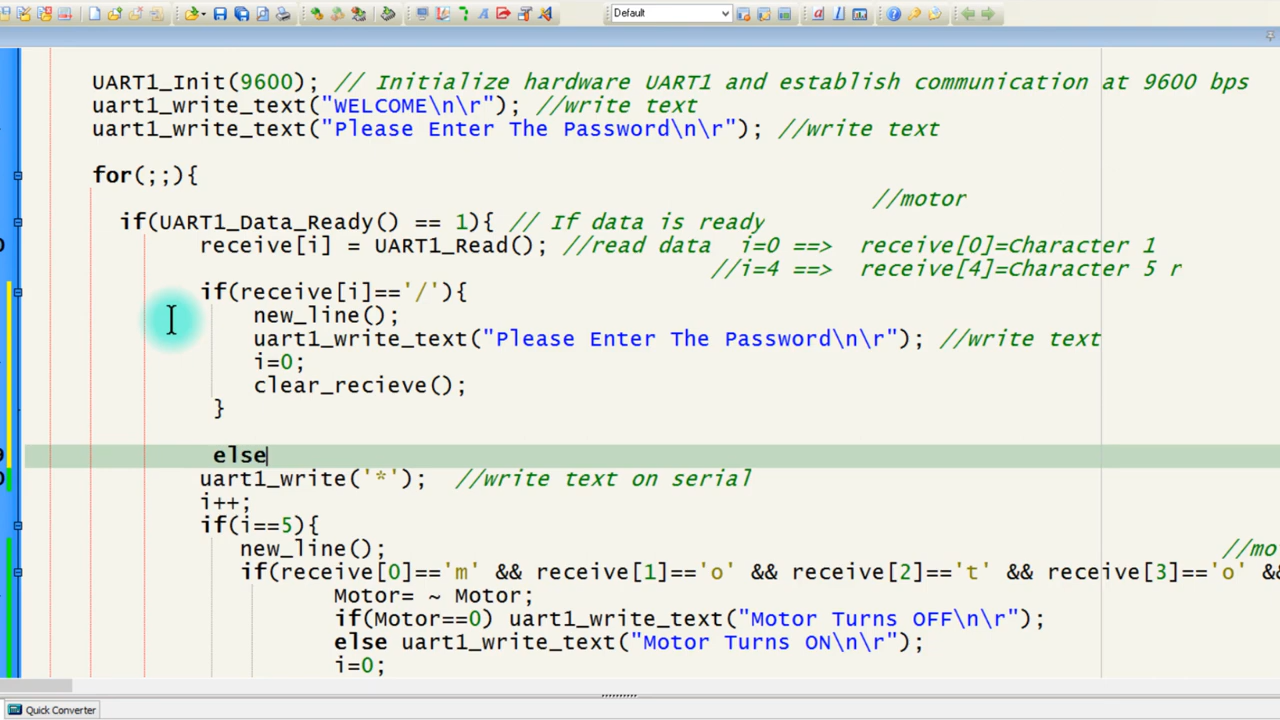 Default
UART1_Init(9600); // Initialize hardware UART1 and establish communication at 9600 bps
uart1_write_text("WELCOME\n\r"); //write text
uart1_write_text("Please Enter The Password\n\r"); //write text
for(;;){
//motor
if(UART1_Data_Ready() == 1){ // If data is ready
receive[i] = UART1_Read(); //read data i=0 ==> receive[0]=Character 1
//i=4 ==> receive[4]=Character 5 r
if(receive[i]=='/'){
new_line();
uart1_write_text("Please Enter The Password\n\r"); //write text
i=0;
clear_recieve();
}
else
uart1_write('*'); //write text on serial
i++;
if(i==5){
new_line(); //mo
if(receive[0]=='m' && receive[1]=='o' && receive[2]=='t' && receive[3]=='o' &&
Motor= ~ Motor;
if(Motor==0) uart1_write_text("Motor Turns OFF\n\r");
else uart1_write_text("Motor Turns ON\n\r");
i=0;
Quick Converter